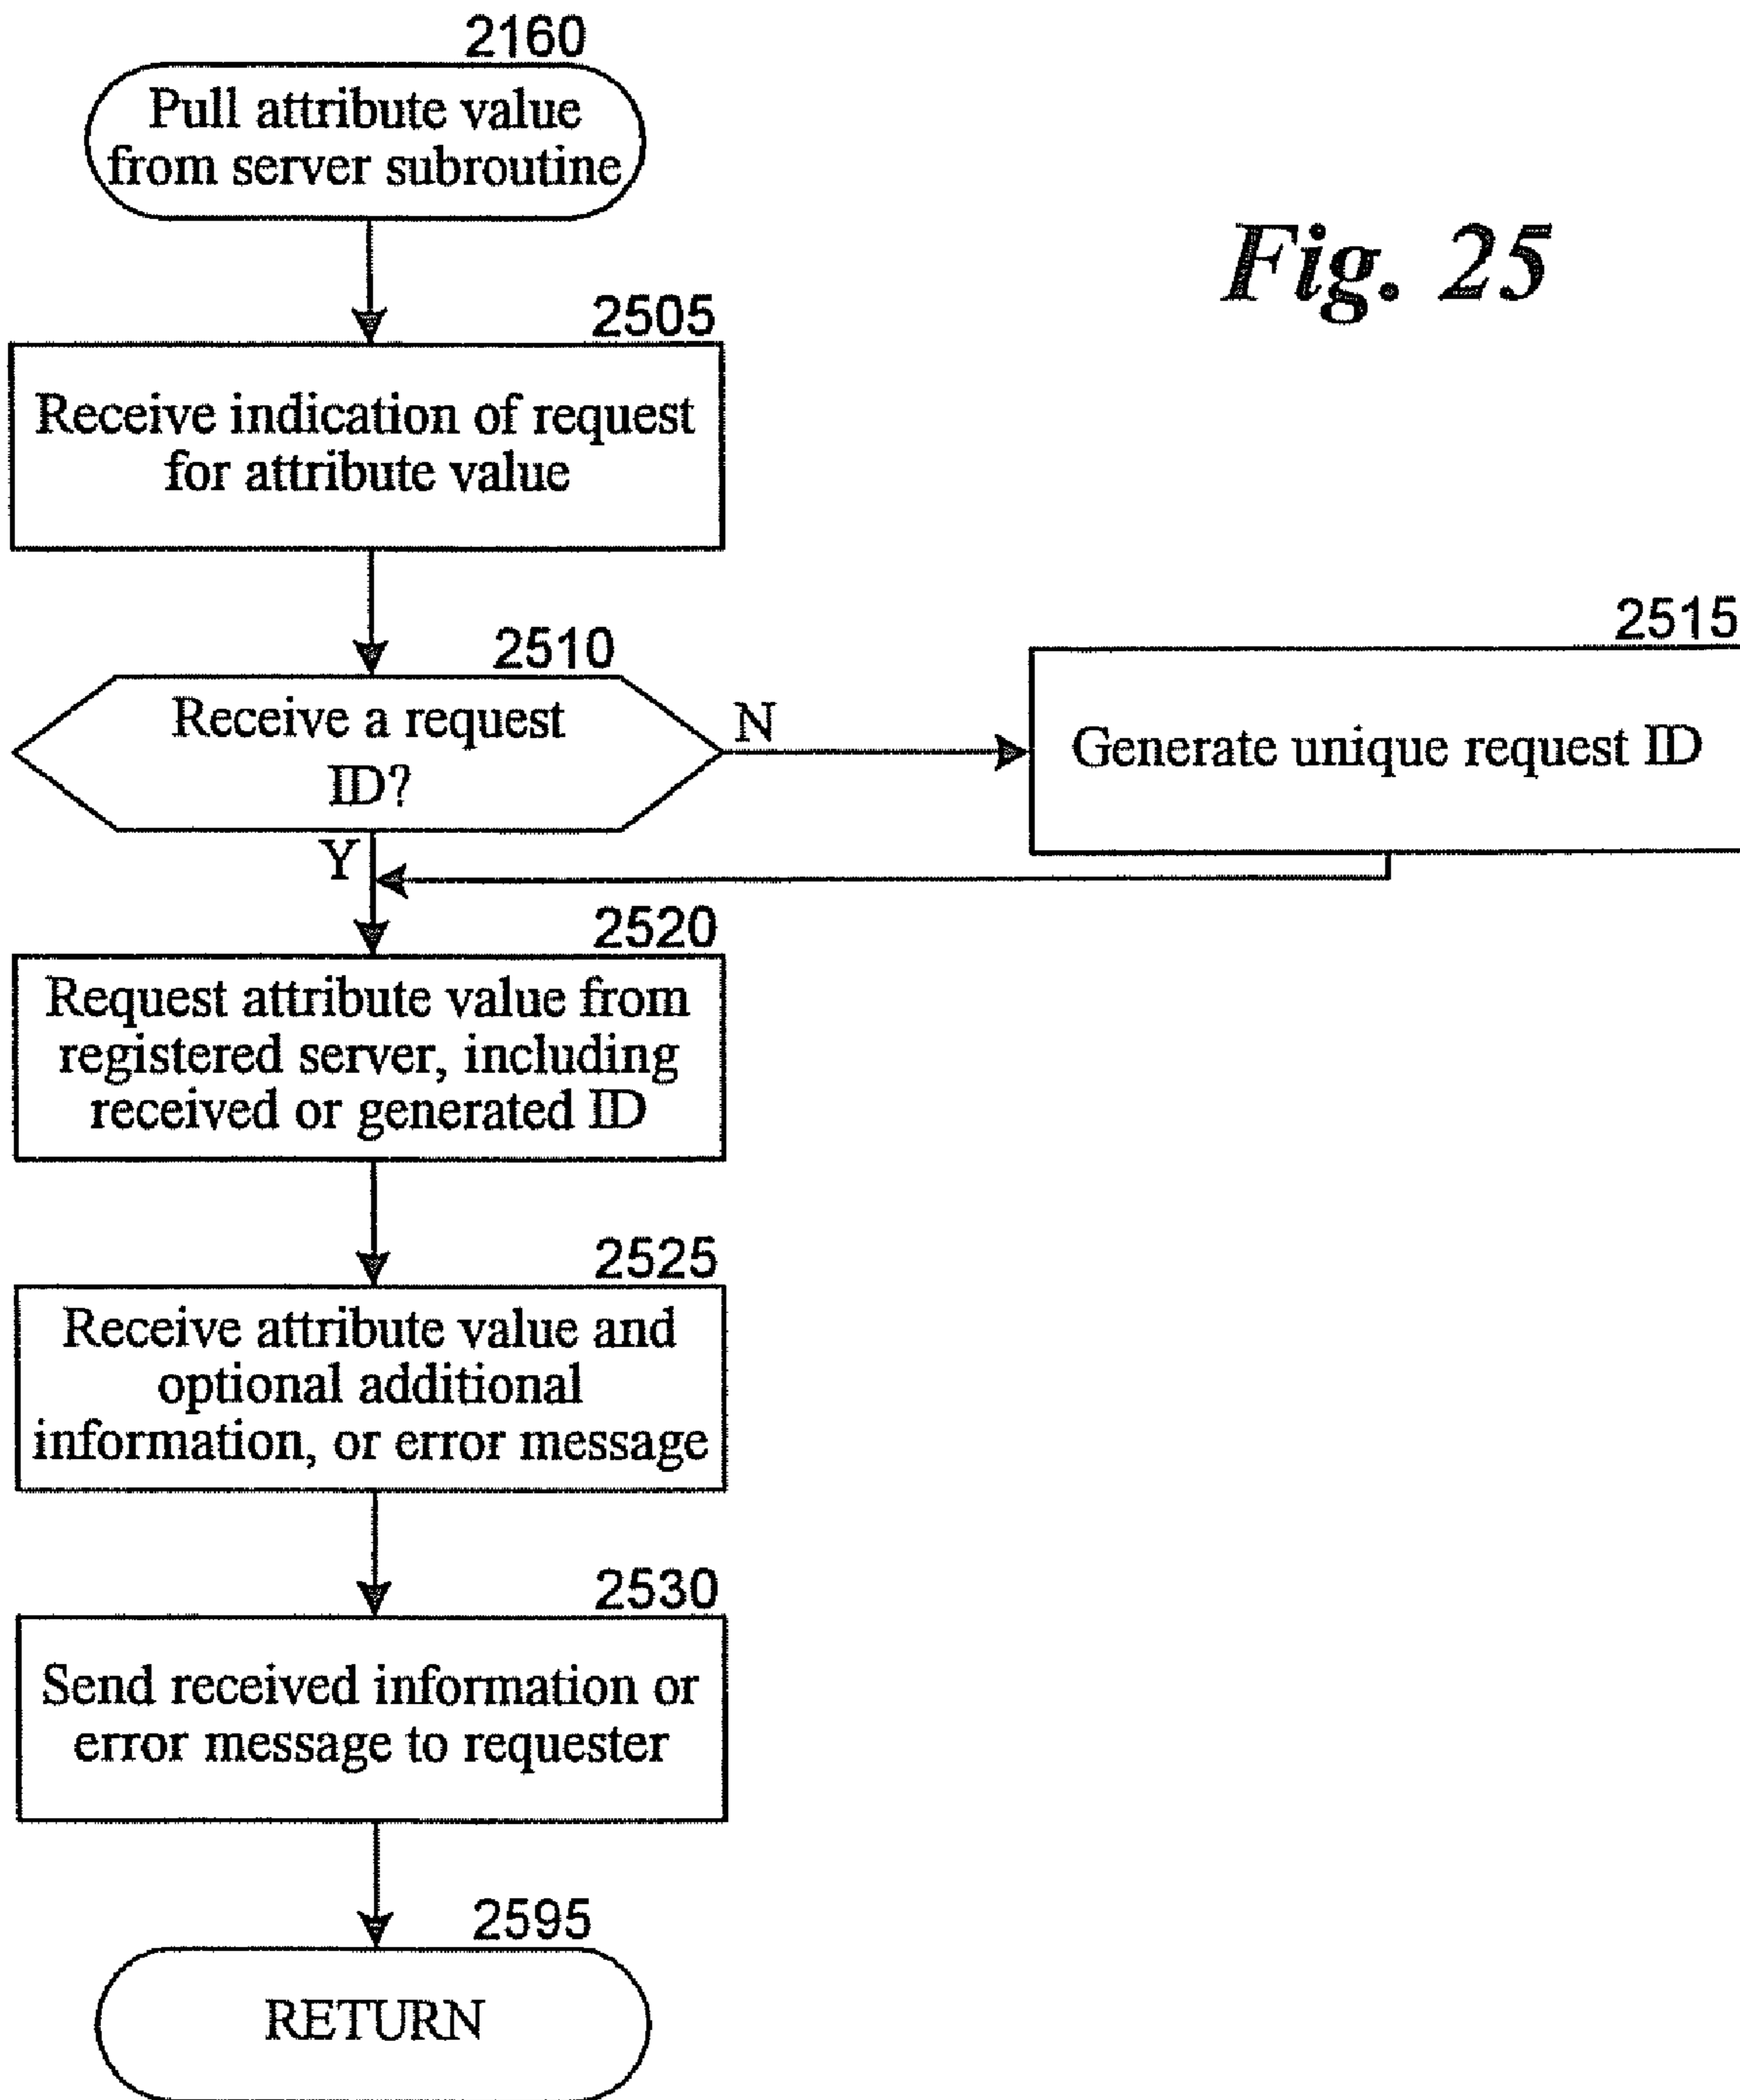 2160
Pull attribute value
from server subroutine
Fig. 25
2505
Receive indication of request
for attribute value
2510
Receive a request
ID?
N
2515
Generate unique request ID
Y
2520
Request attribute value from
registered server, including
received or generated ID
2525
Receive attribute value and
optional additional
information, or error message
2530
Send received information or
error message to requester
2595
RETURN